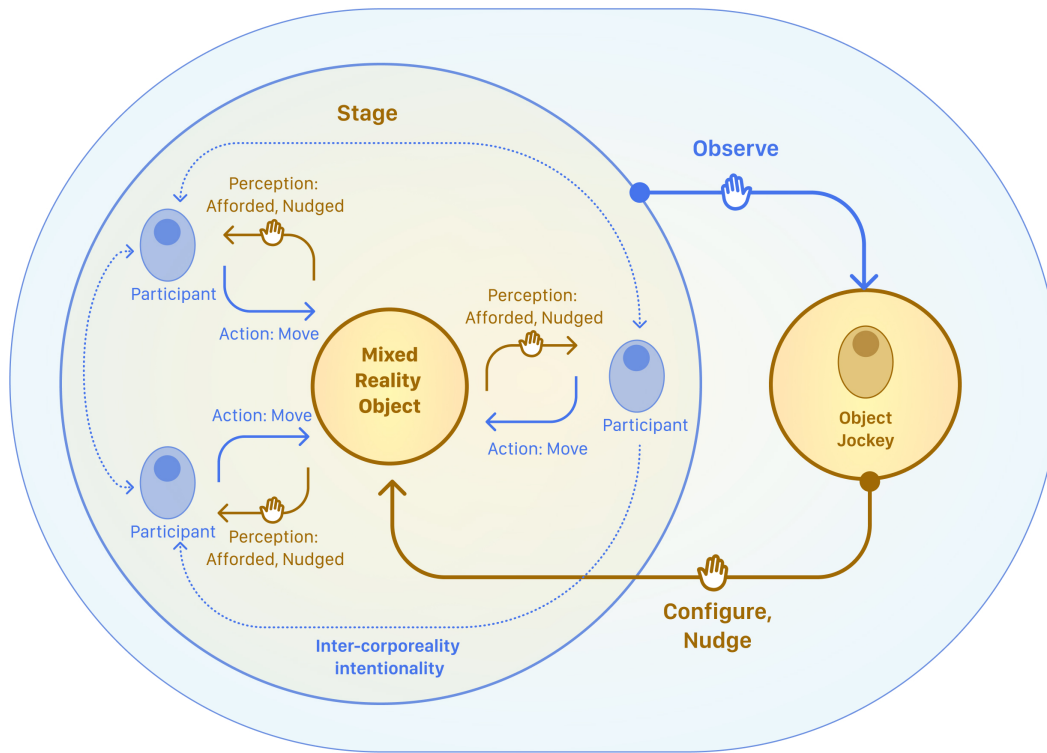 Stage
Observe
Perception:
Afforded, Nudged
Participant
Action: Move
Perception:
Afforded, Nudged
Mixed
Reality
Object
Action: Move
Participant
Action: Move
Object
Jockey
Participant
Perception:
Afforded, Nudged
Configure,
Nudge
Inter-corporeality
intentionality